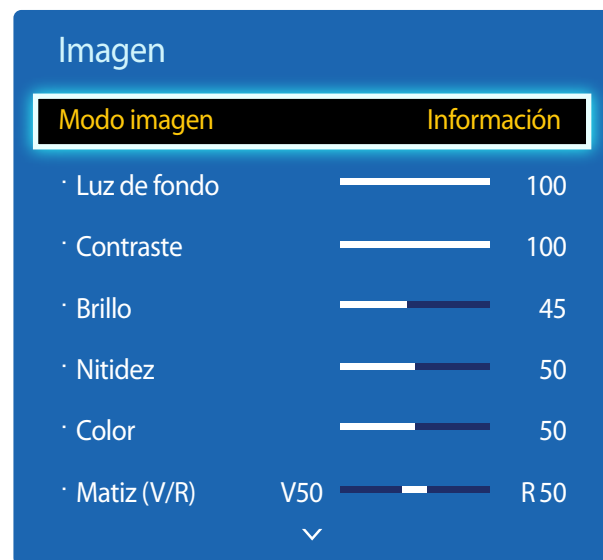 Imagen
Modo imagen Información
· Luz de fondo 100
· Contraste 100
· Brillo 45
· Nitidez 50
· Color 50
· Matiz (V/R) V50 R50